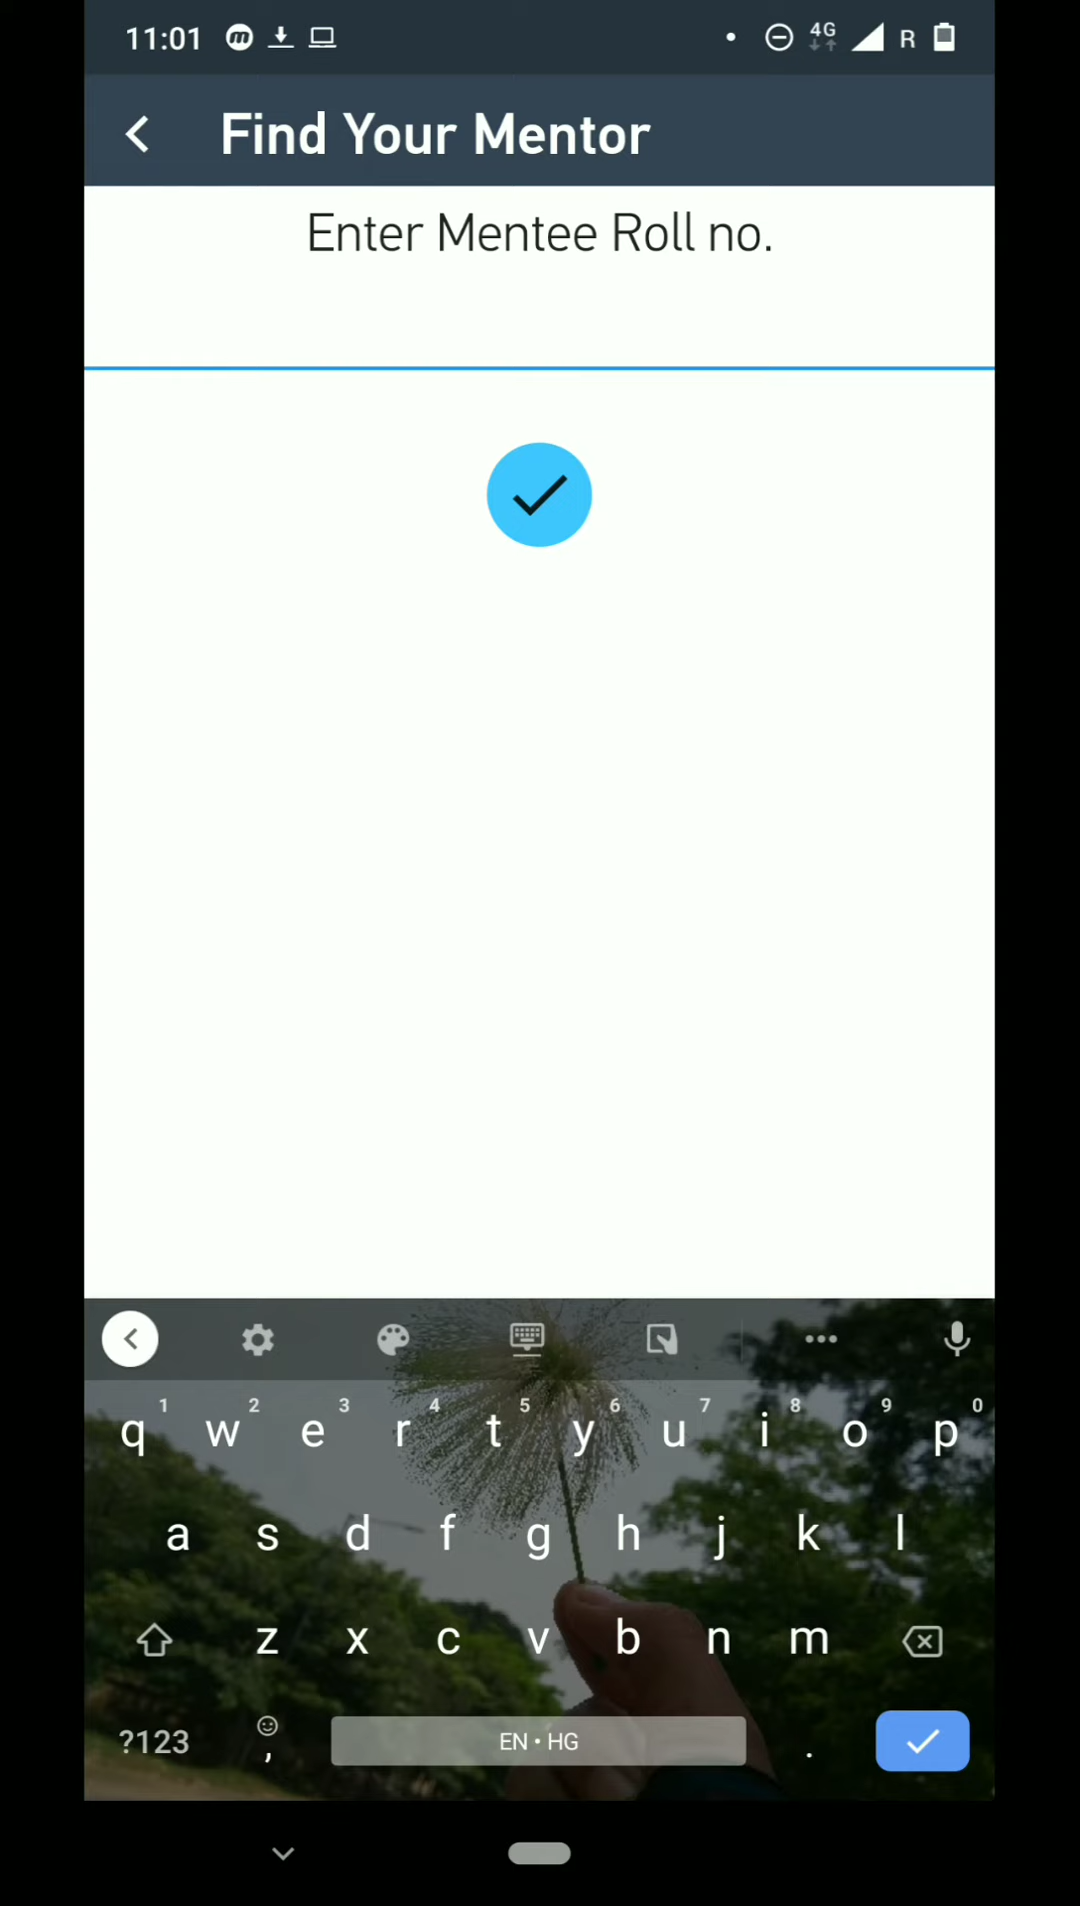 11:01 4G R
Find Your Mentor
Enter Mentee Roll no.
1 2 3 4 5 6 7 8 9 0
q w e r t y u i o p
a s d f g h j k l
z x c v b n m
?123 , EN • HG .